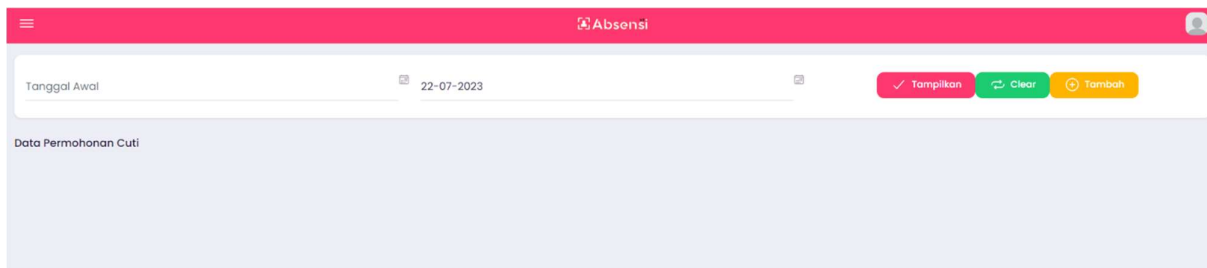 Absensi
Tanggal Awal
22-07-2023
Tampilkan
Clear
Tambah
Data Permohonan Cuti